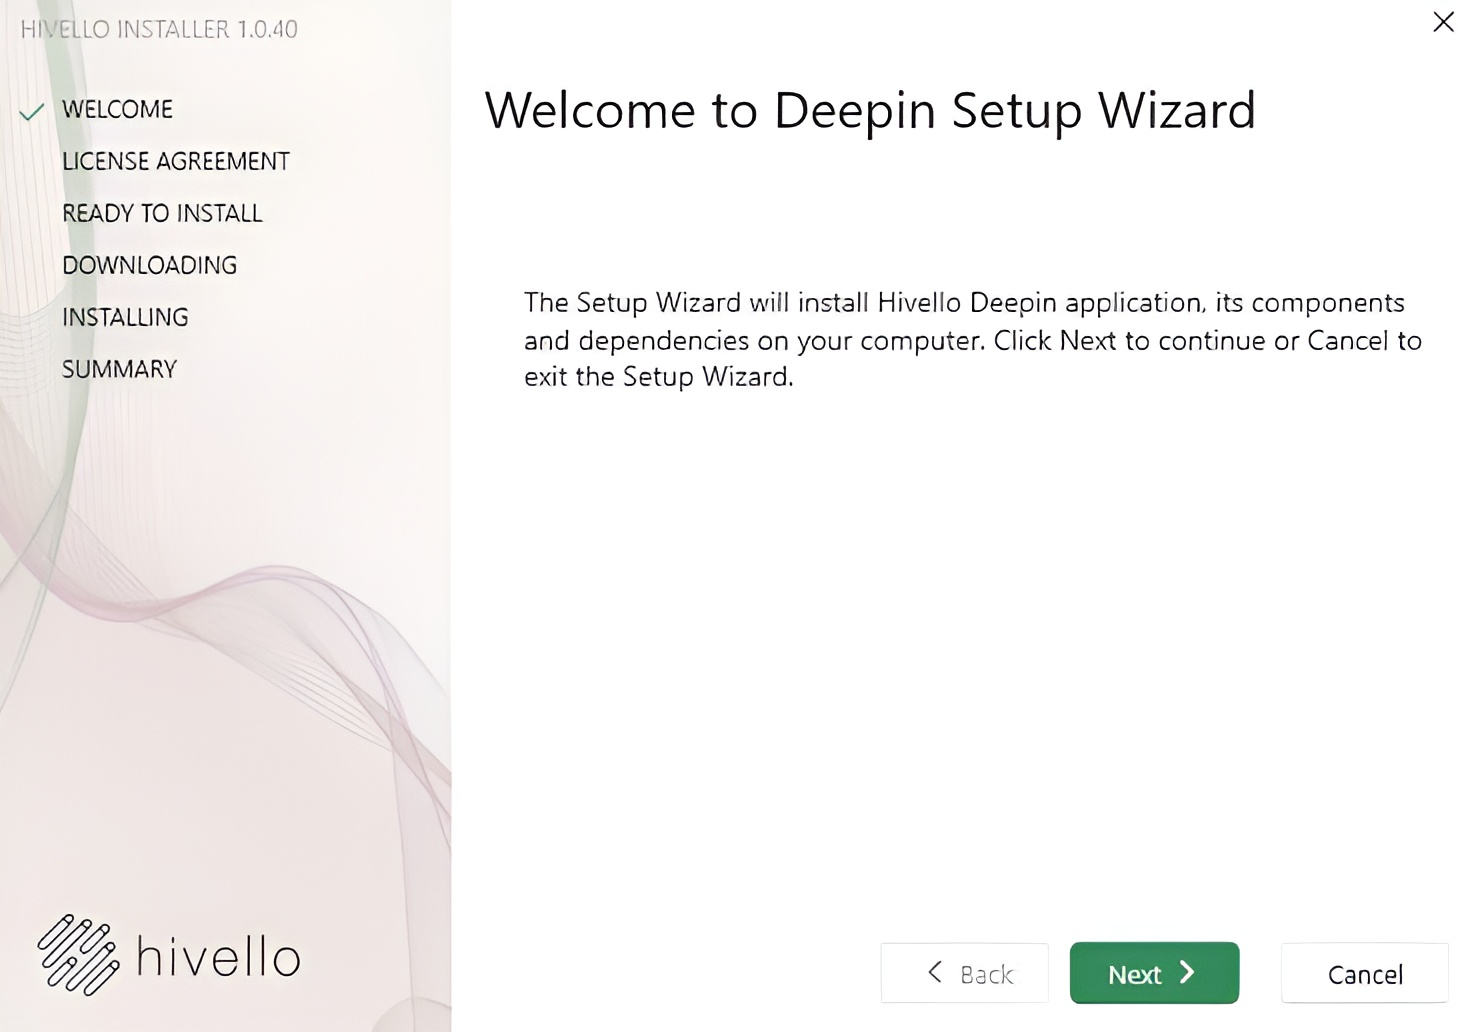 HIVELLO INSTALLER 1.0.40
WELCOME
LICENSE AGREEMENT
READY TO INSTALL
DOWNLOADING
INSTALLING
SUMMARY
hivello
Welcome to Deepin Setup Wizard
The Setup Wizard will install Hivello Deepin application, its components
and dependencies on your computer. Click Next to continue or Cancel to
exit the Setup Wizard.
Back
Next
Cancel